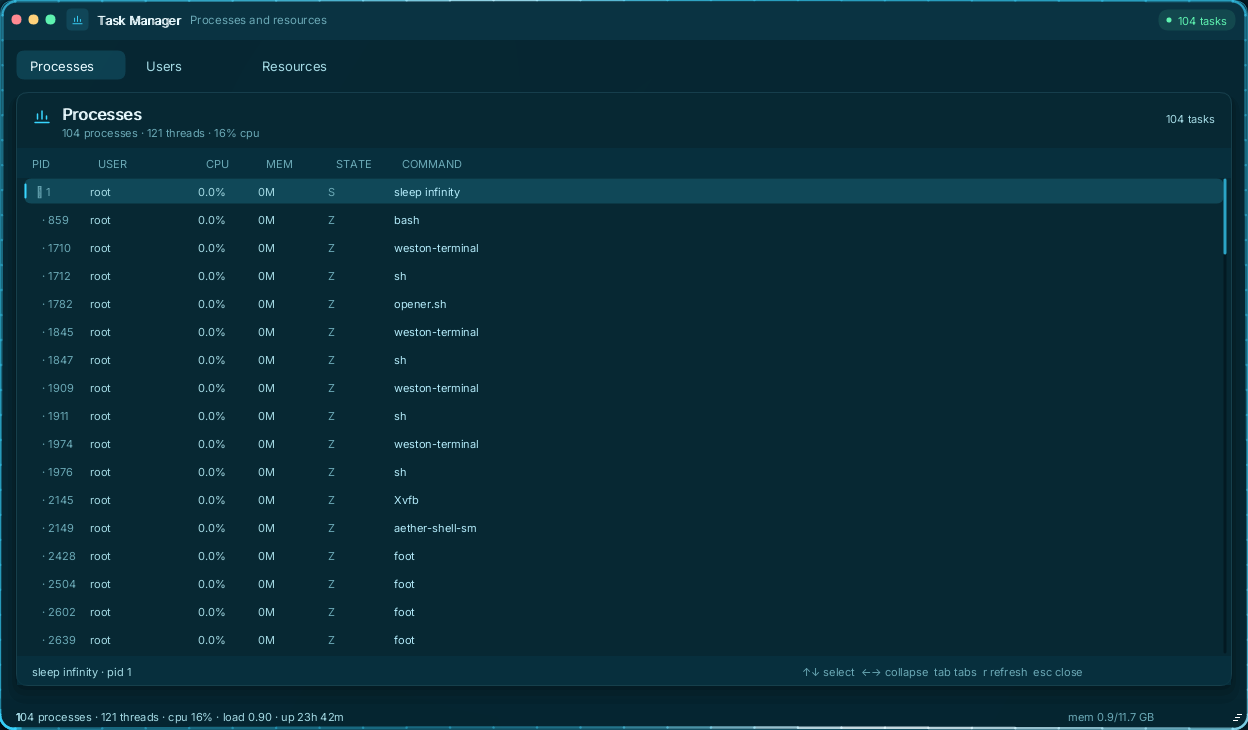 Task Manager Processes and resources 104 tasks
Processes Users Resources
Processes
104 processes · 121 threads · 16% cpu 104 tasks
PID USER CPU MEM STATE COMMAND
1 root 0.0% 0M S sleep infinity
· 859 root 0.0% 0M Z bash
· 1710 root 0.0% 0M Z weston-terminal
· 1712 root 0.0% 0M Z sh
· 1782 root 0.0% 0M Z opener.sh
· 1845 root 0.0% 0M Z weston-terminal
· 1847 root 0.0% 0M Z sh
· 1909 root 0.0% 0M Z weston-terminal
· 1911 root 0.0% 0M Z sh
· 1974 root 0.0% 0M Z weston-terminal
· 1976 root 0.0% 0M Z sh
· 2145 root 0.0% 0M Z Xvfb
· 2149 root 0.0% 0M Z aether-shell-sm
· 2428 root 0.0% 0M Z foot
· 2504 root 0.0% 0M Z foot
· 2602 root 0.0% 0M Z foot
· 2639 root 0.0% 0M Z foot
sleep infinity · pid 1 ↑↓ select ←→ collapse tab tabs r refresh esc close
104 processes · 121 threads · cpu 16% · load 0.90 · up 23h 42m mem 0.9/11.7 GB